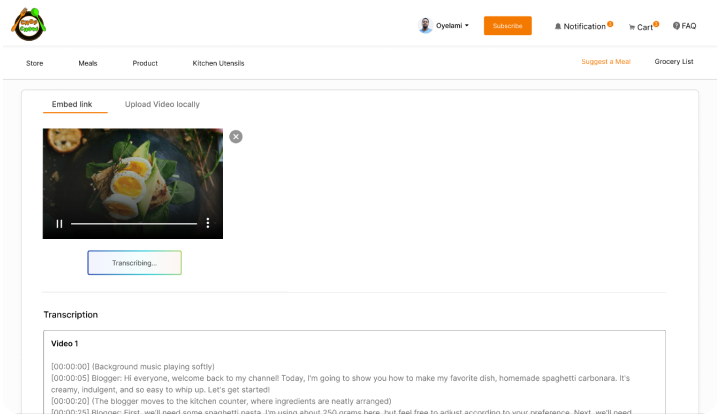 CHOP CHOW
Oyelami
Subscribe
Notification
Cart
FAQ
Store
Meals
Product
Kitchen Utensils
Suggest a Meal
Grocery List
Embed link
Upload Video locally
Transcribing...
Transcription
Video 1
[00:00:00] (Background music playing softly)
[00:00:05] Blogger: Hi everyone, welcome back to my channel! Today, I'm going to show you how to make my favorite dish, homemade spaghetti carbonara. It's
creamy, indulgent, and so easy to whip up. Let's get started!
[00:00:20] (The blogger moves to the kitchen counter, where ingredients are neatly arranged)
[00:00:25] Blogger: First, we'll need some spaghetti pasta. I'm using about 250 grams here, but feel free to adjust according to your preference. Next, we'll need